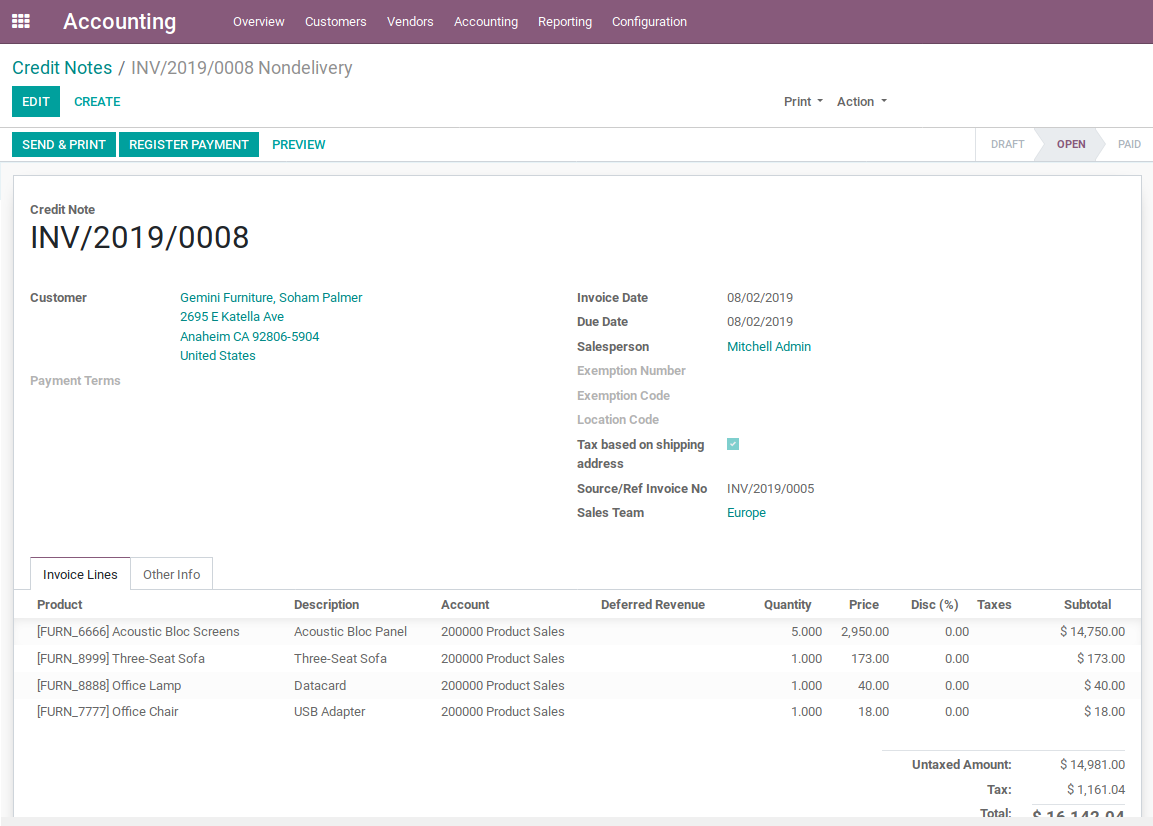 Accounting Overview Customers Vendors Accounting Reporting Configuration
Credit Notes / INV/2019/0008 Nondelivery
EDIT CREATE Print Action
SEND & PRINT REGISTER PAYMENT PREVIEW DRAFT OPEN PAID
Credit Note
INV/2019/0008
Customer Gemini Furniture, Soham Palmer
2695 E Katella Ave
Anaheim CA 92806-5904
United States
Payment Terms
Invoice Date 08/02/2019
Due Date 08/02/2019
Salesperson Mitchell Admin
Exemption Number
Exemption Code
Location Code
Tax based on shipping
address
Source/Ref Invoice No INV/2019/0005
Sales Team Europe
Invoice Lines Other Info
Product Description Account Deferred Revenue Quantity Price Disc (%) Taxes Subtotal
[FURN_6666] Acoustic Bloc Screens Acoustic Bloc Panel 200000 Product Sales 5.000 2,950.00 0.00 $ 14,750.00
[FURN_8999] Three-Seat Sofa Three-Seat Sofa 200000 Product Sales 1.000 173.00 0.00 $ 173.00
[FURN_8888] Office Lamp Datacard 200000 Product Sales 1.000 40.00 0.00 $ 40.00
[FURN_7777] Office Chair USB Adapter 200000 Product Sales 1.000 18.00 0.00 $ 18.00
Untaxed Amount: $ 14,981.00
Tax: $ 1,161.04
Total: $ 16,142.04